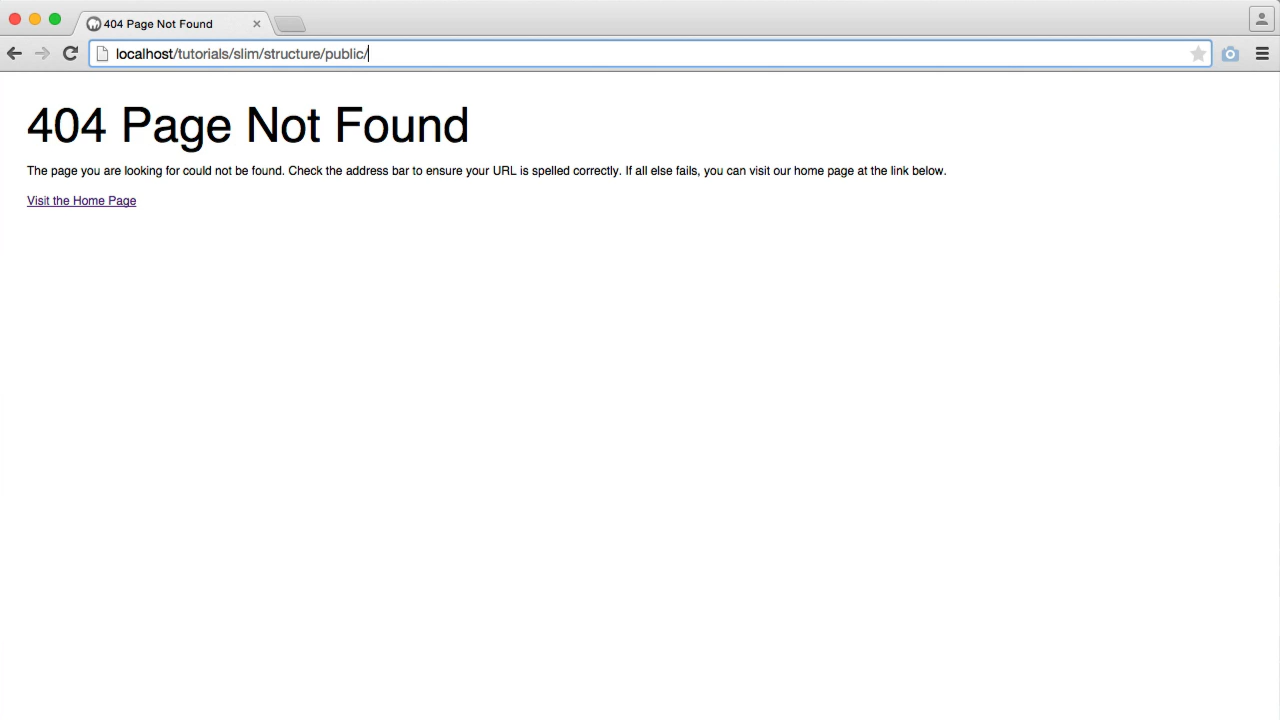 404 Page Not Found
localhost/tutorials/slim/structure/public/
404 Page Not Found
The page you are looking for could not be found. Check the address bar to ensure your URL is spelled correctly. If all else fails, you can visit our home page at the link below.
Visit the Home Page